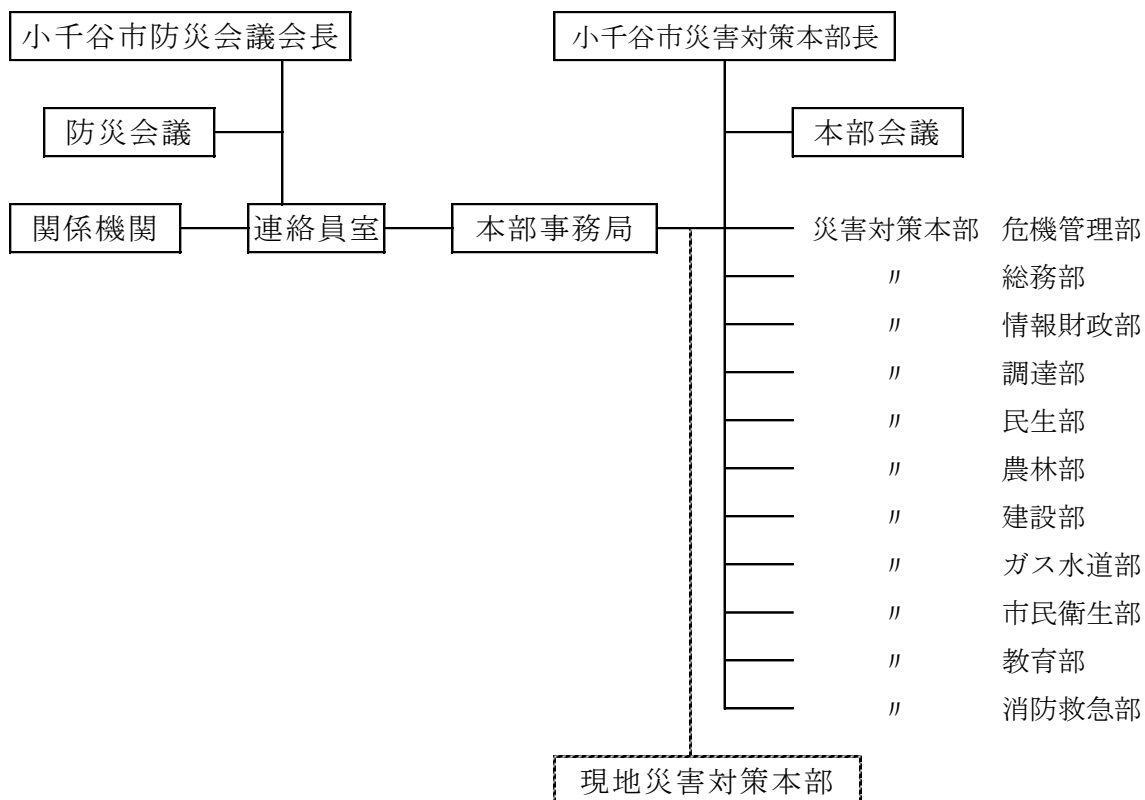 小千谷市防災会議会長 小千谷市災害対策本部長
防災会議 本部会議
関係機関 連絡員室 本部事務局 災害対策本部 危機管理部
〃 総務部
〃 情報財政部
〃 調達部
〃 民生部
〃 農林部
〃 建設部
〃 ガス水道部
〃 市民衛生部
〃 教育部
〃 消防救急部
現地災害対策本部